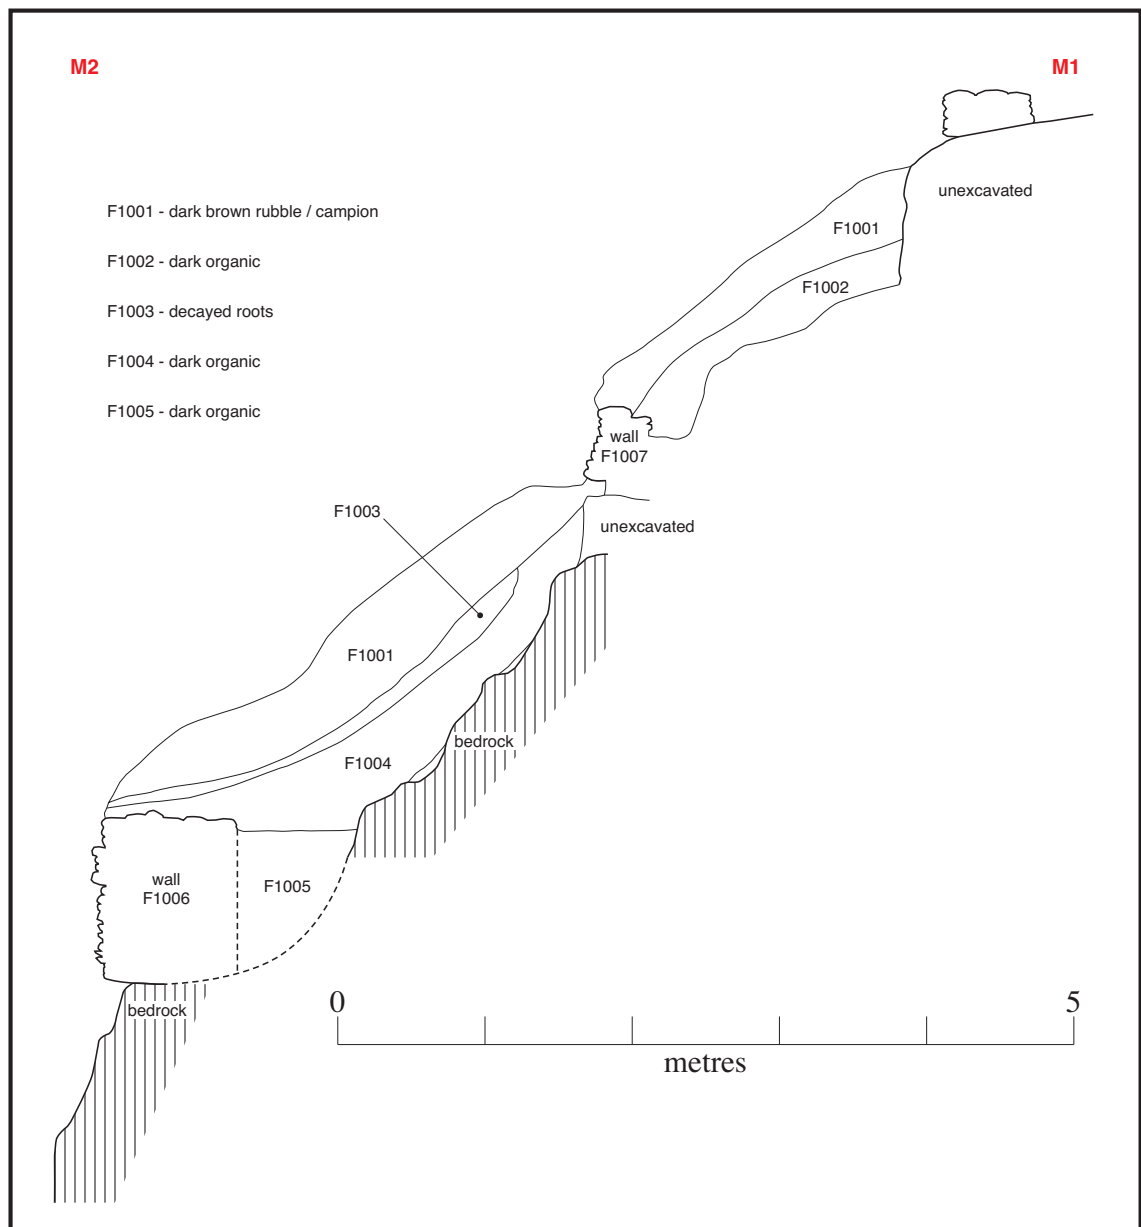 M2
M1
unexcavated
F1001 - dark brown rubble / campion
F1001
F1002 - dark organic
F1002
F1003 - decayed roots
F1004 - dark organic
F1005 - dark organic
wall
F1007
F1003
unexcavated
F1001
bedrock
F1004
wall
F1006
F1005
bedrock
0
5
metres